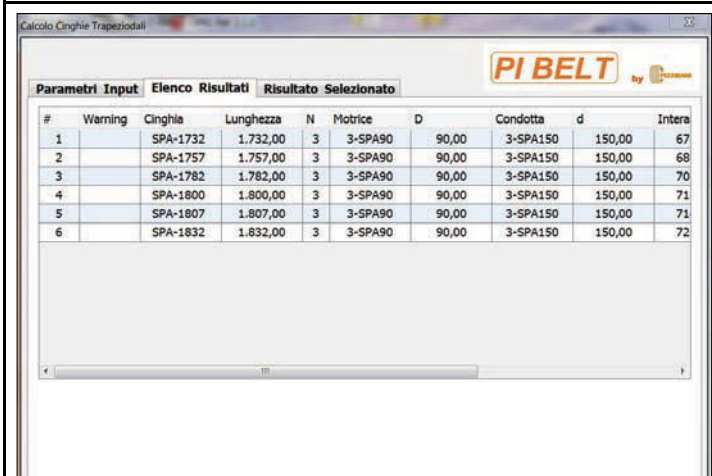 Calcolo Cinghie Trapeziodali
PI BELT by
Parametri Input Elenco Risultati Risultato Selezionato
# Warning Cinghia Lunghezza N Motrice D Condotta d Intera
1 SPA-1732 1.732,00 3 3-SPA90 90,00 3-SPA150 150,00 67
2 SPA-1757 1.757,00 3 3-SPA90 90,00 3-SPA150 150,00 68
3 SPA-1782 1.782,00 3 3-SPA90 90,00 3-SPA150 150,00 70
4 SPA-1800 1.800,00 3 3-SPA90 90,00 3-SPA150 150,00 71
5 SPA-1807 1.807,00 3 3-SPA90 90,00 3-SPA150 150,00 71
6 SPA-1832 1.832,00 3 3-SPA90 90,00 3-SPA150 150,00 72